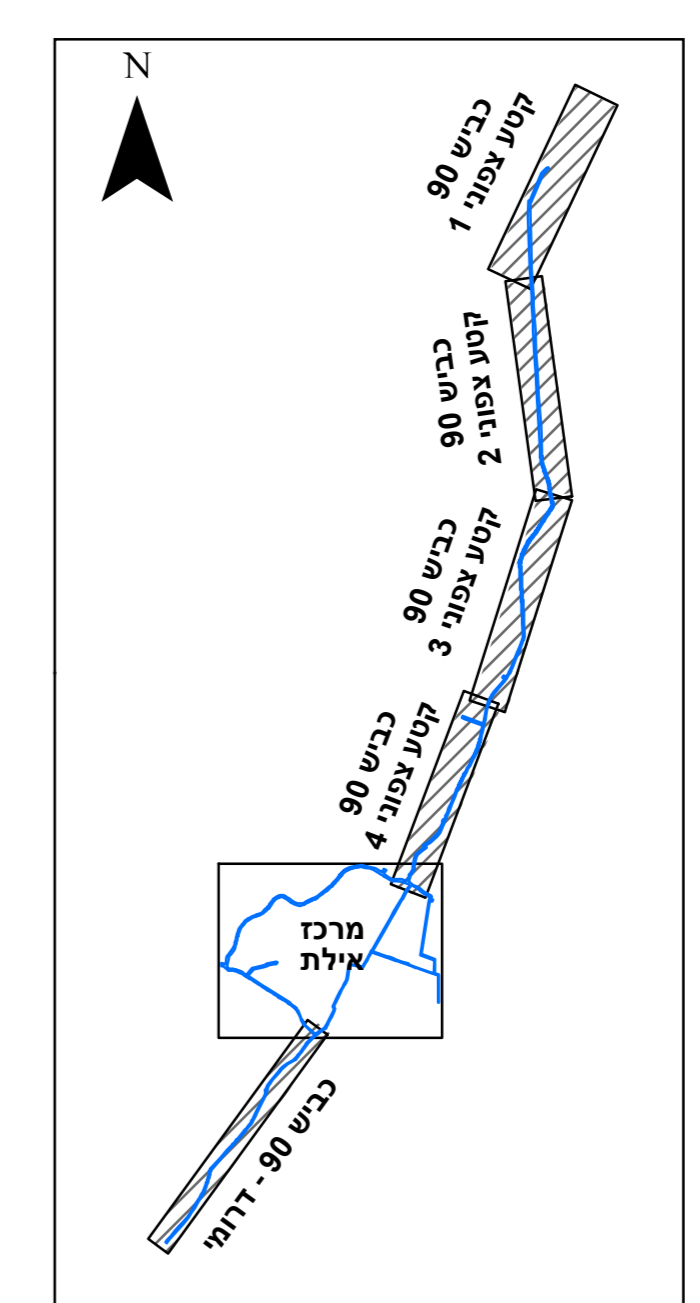 N
כביש 90
קטע צפוני 1
כביש 90
קטע צפוני 2
כביש 90
קטע צפוני 3
כביש 90
קטע צפוני 4
מרכז
אילת
כביש 90 - דרומי